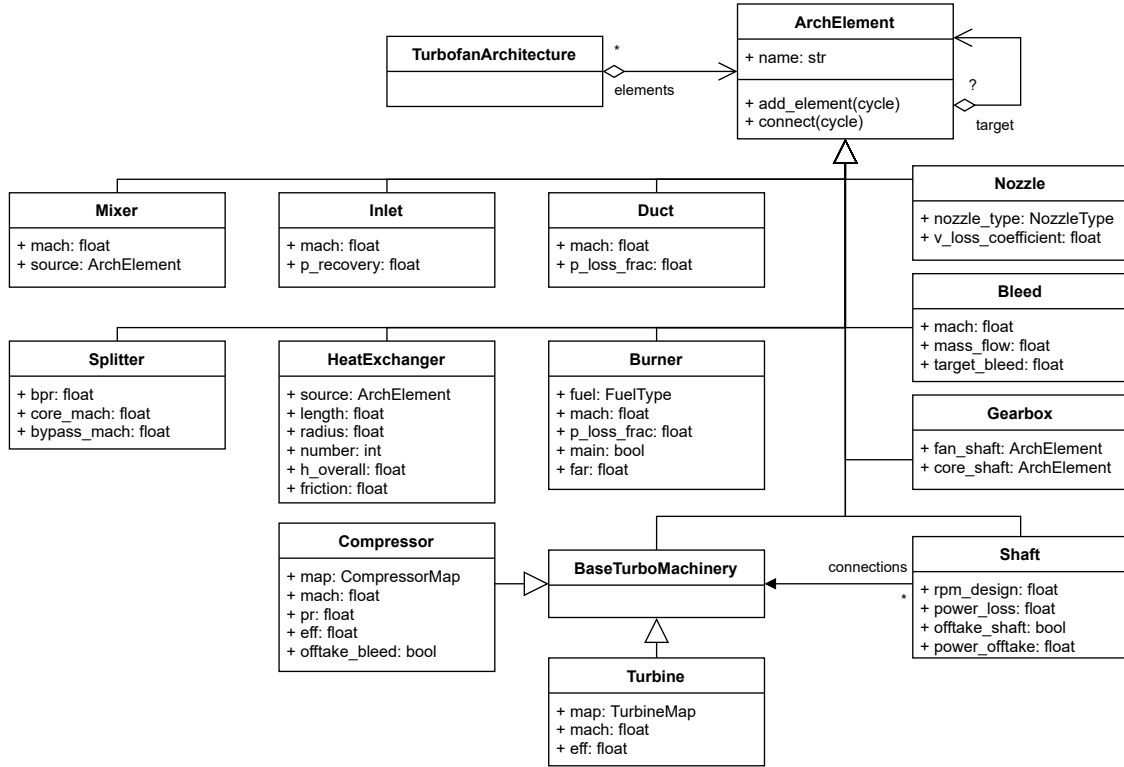 ArchElement
+ name: str
+ add_element(cycle)
+ connect(cycle)
?
target
TurbofanArchitecture
*
elements
Mixer
+ mach: float
+ source: ArchElement
Inlet
+ mach: float
+ p_recovery: float
Duct
+ mach: float
+ p_loss_frac: float
Nozzle
+ nozzle_type: NozzleType
+ v_loss_coefficient: float
Bleed
+ mach: float
+ mass_flow: float
+ target_bleed: float
Splitter
+ bpr: float
+ core_mach: float
+ bypass_mach: float
HeatExchanger
+ source: ArchElement
+ length: float
+ radius: float
+ number: int
+ h_overall: float
+ friction: float
Burner
+ fuel: FuelType
+ mach: float
+ p_loss_frac: float
+ main: bool
+ far: float
Gearbox
+ fan_shaft: ArchElement
+ core_shaft: ArchElement
Compressor
+ map: CompressorMap
+ mach: float
+ pr: float
+ eff: float
+ offtake_bleed: bool
BaseTurboMachinery
connections
*
Shaft
+ rpm_design: float
+ power_loss: float
+ offtake_shaft: bool
+ power_offtake: float
Turbine
+ map: TurbineMap
+ mach: float
+ eff: float